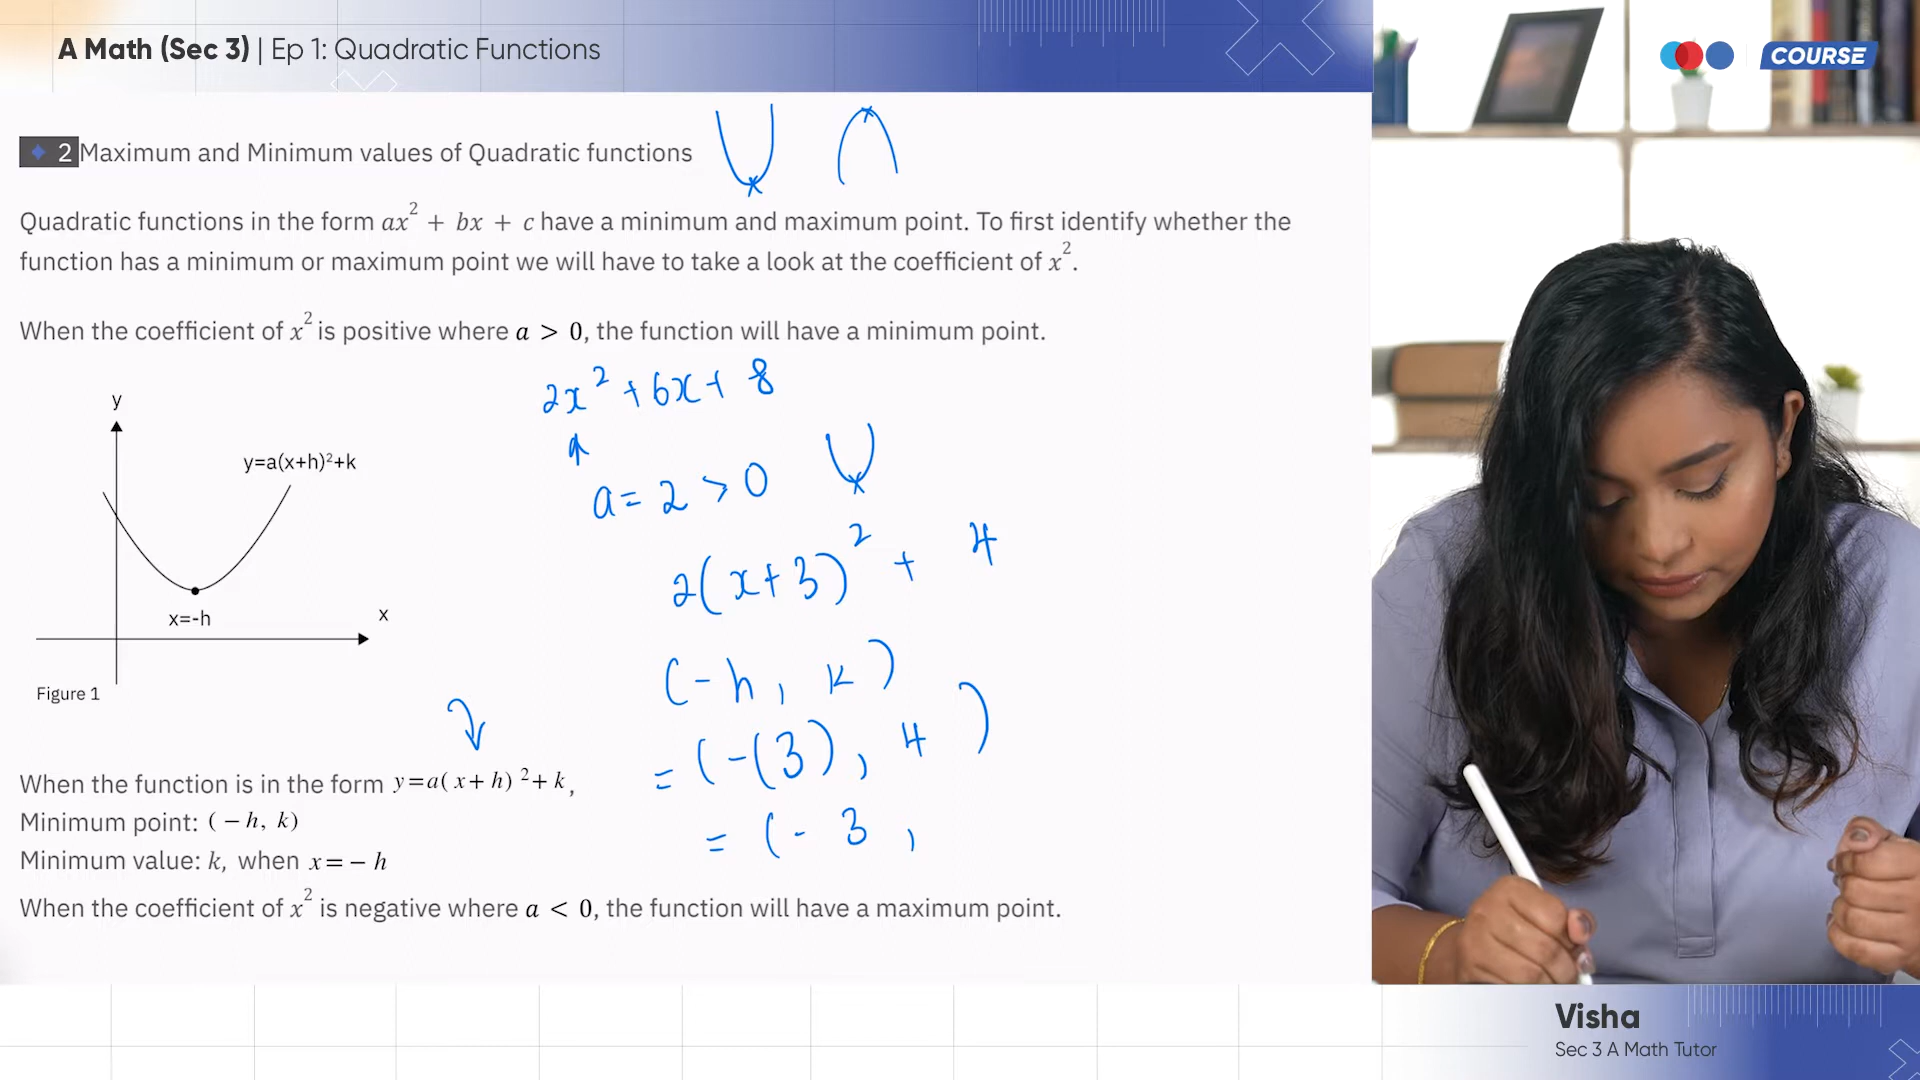 A Math (Sec 3) | Ep 1: Quadratic Functions
COURSE
2 Maximum and Minimum values of Quadratic functions
Quadratic functions in the form ax² + bx + c have a minimum and maximum point. To first identify whether the
function has a minimum or maximum point we will have to take a look at the coefficient of x².
When the coefficient of x² is positive where a > 0, the function will have a minimum point.
2x² + 6x + 8
a = 2 > 0
2(x+3)² + 4
(-h, k)
= (-(3), 4)
= (-3,
y
y=a(x+h)²+k
x=-h
x
Figure 1
When the function is in the form y=a(x+h)²+k,
Minimum point: (−h, k)
Minimum value: k, when x=−h
When the coefficient of x² is negative where a < 0, the function will have a maximum point.
Visha
Sec 3 A Math Tutor